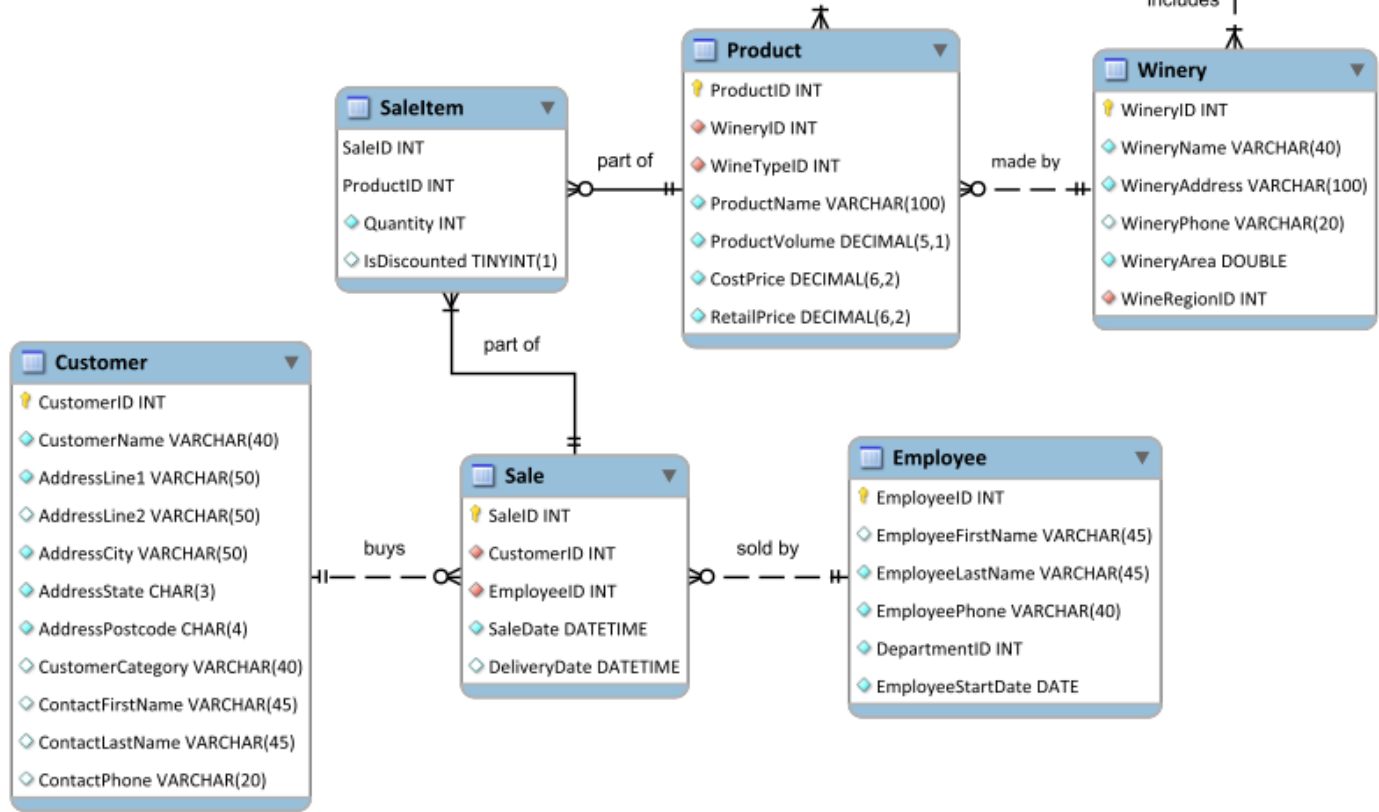 includes
Product
ProductID INT
WineryID INT
WineTypeID INT
ProductName VARCHAR(100)
ProductVolume DECIMAL(5,1)
CostPrice DECIMAL(6,2)
RetailPrice DECIMAL(6,2)
Winery
WineryID INT
WineryName VARCHAR(40)
WineryAddress VARCHAR(100)
WineryPhone VARCHAR(20)
WineryArea DOUBLE
WineRegionID INT
made by
SaleItem
SaleID INT
ProductID INT
Quantity INT
IsDiscounted TINYINT(1)
part of
part of
Customer
CustomerID INT
CustomerName VARCHAR(40)
AddressLine1 VARCHAR(50)
AddressLine2 VARCHAR(50)
AddressCity VARCHAR(50)
AddressState CHAR(3)
AddressPostcode CHAR(4)
CustomerCategory VARCHAR(40)
ContactFirstName VARCHAR(45)
ContactLastName VARCHAR(45)
ContactPhone VARCHAR(20)
buys
Sale
SaleID INT
CustomerID INT
EmployeeID INT
SaleDate DATETIME
DeliveryDate DATETIME
sold by
Employee
EmployeeID INT
EmployeeFirstName VARCHAR(45)
EmployeeLastName VARCHAR(45)
EmployeePhone VARCHAR(40)
DepartmentID INT
EmployeeStartDate DATE